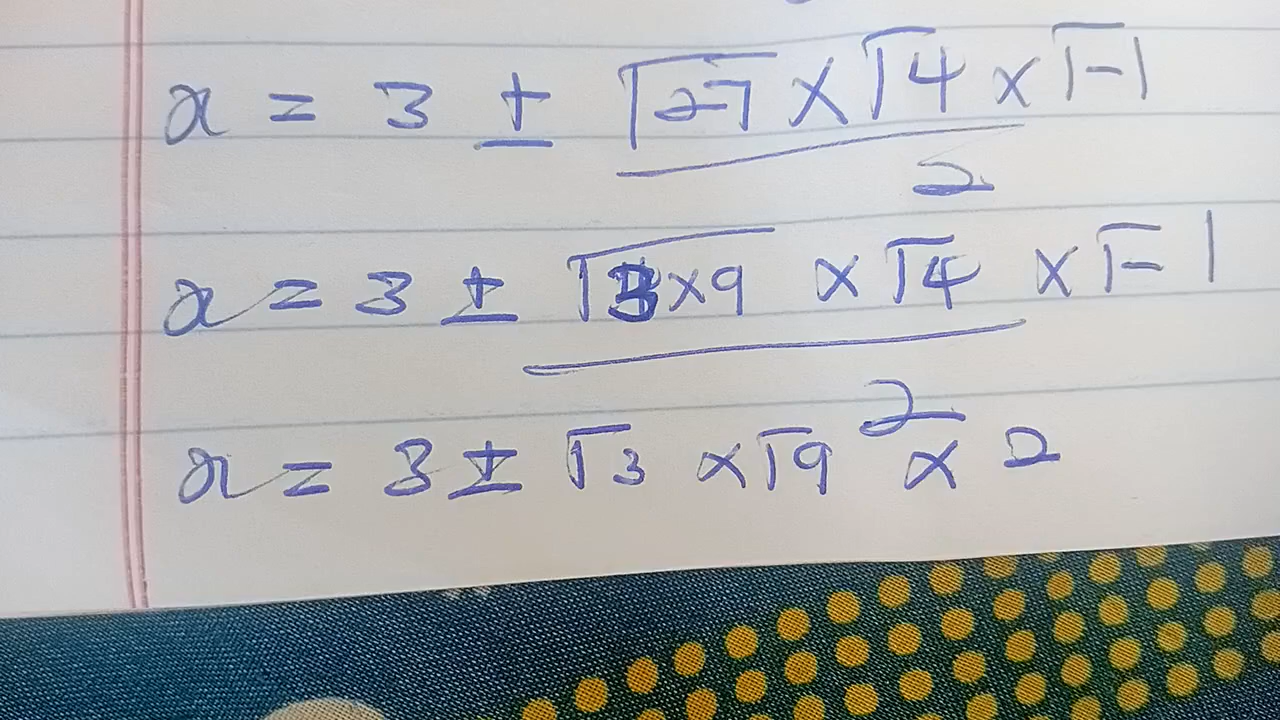 x = 3 ± √27 × √4 × √-1
2
x = 3 ± √3×9 × √4 × √-1
2
x = 3 ± √3 × √9 × 2